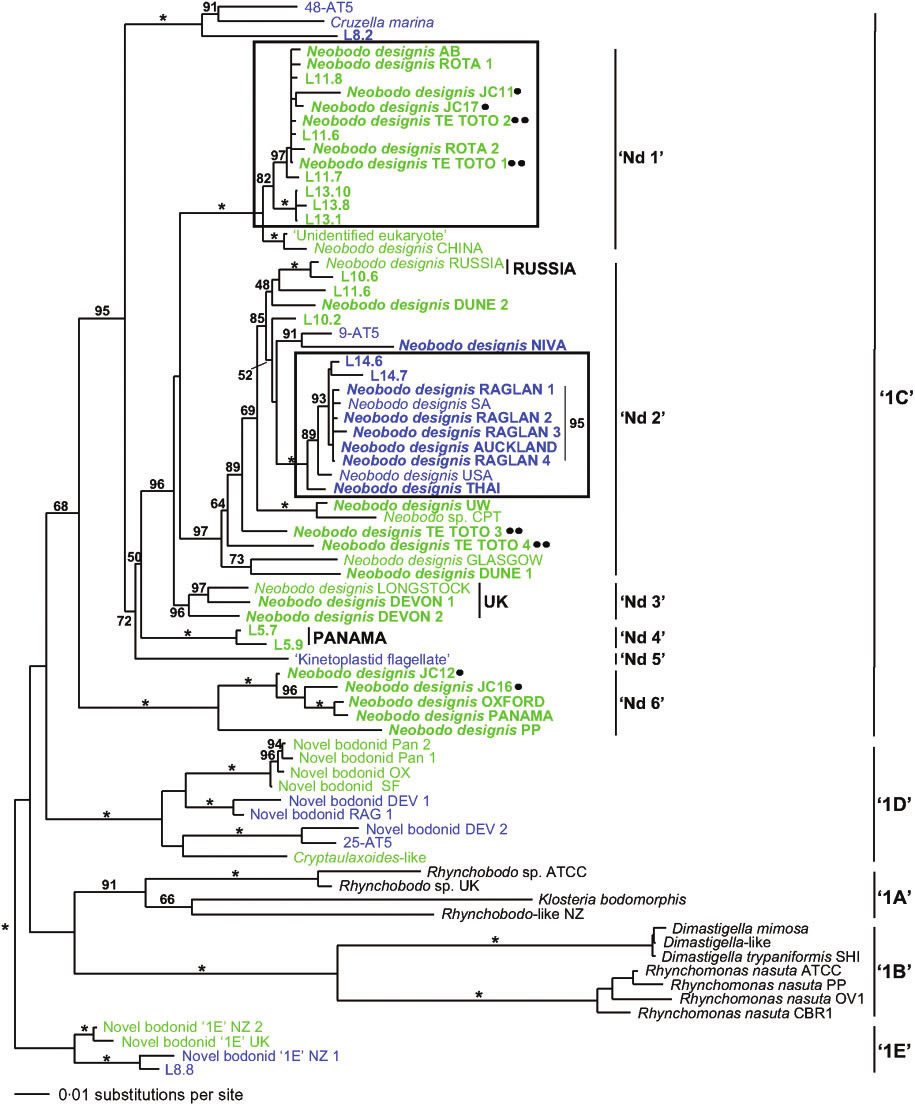 91
48-AT5
*
Cruzella marina
L8.2
Neobodo designis AB
Neobodo designis ROTA 1
L11.8
Neobodo designis JC11●
Neobodo designis JC17●
Neobodo designis TE TOTO 2●●
L11.6
Neobodo designis ROTA 2
97
Neobodo designis TE TOTO 1●●
'Nd 1'
82
L11.7
L13.10
*
L13.8
*
L13.1
*
'Unidentified eukaryote'
Neobodo designis CHINA
*
Neobodo designis RUSSIA
RUSSIA
L10.6
48
L11.6
Neobodo designis DUNE 2
95
85
L10.2
91
9-AT5
Neobodo designis NIVA
52
L14.6
L14.7
Neobodo designis RAGLAN 1
93
Neobodo designis SA
'1C'
69
Neobodo designis RAGLAN 2
95
'Nd 2'
Neobodo designis RAGLAN 3
89
Neobodo designis AUCKLAND
*
Neobodo designis RAGLAN 4
89
Neobodo designis USA
96
Neobodo designis THAI
68
64
*
Neobodo designis UW
Neobodo sp. CPT
97
Neobodo designis TE TOTO 3●●
Neobodo designis TE TOTO 4●●
50
73
Neobodo designis GLASGOW
Neobodo designis DUNE 1
97
Neobodo designis LONGSTOCK
Neobodo designis DEVON 1
UK
'Nd 3'
96
Neobodo designis DEVON 2
72
*
L5.7
PANAMA
'Nd 4'
L5.9
'Kinetoplastid flagellate'
'Nd 5'
Neobodo designis JC12●
*
96
Neobodo designis JC16●
*
*
Neobodo designis OXFORD
'Nd 6'
Neobodo designis PANAMA
Neobodo designis PP
94
Novel bodonid Pan 2
96
Novel bodonid Pan 1
*
Novel bodonid OX
Novel bodonid SF
*
Novel bodonid DEV 1
'1D'
*
Novel bodonid RAG 1
*
Novel bodonid DEV 2
25-AT5
Cryptaulaxoides-like
*
Rhynchobodo sp. ATCC
91
Rhynchobodo sp. UK
'1A'
66
Klosteria bodomorphis
Rhynchobodo-like NZ
*
Dimastigella mimosa
*
Dimastigella-like
Dimastigella trypaniformis SHI
*
Rhynchomonas nasuta ATCC
'1B'
Rhynchomonas nasuta PP
*
Rhynchomonas nasuta OV1
Rhynchomonas nasuta CBR1
*
Novel bodonid '1E' NZ 2
Novel bodonid '1E' UK
'1E'
*
Novel bodonid '1E' NZ 1
L8.8
0·01 substitutions per site